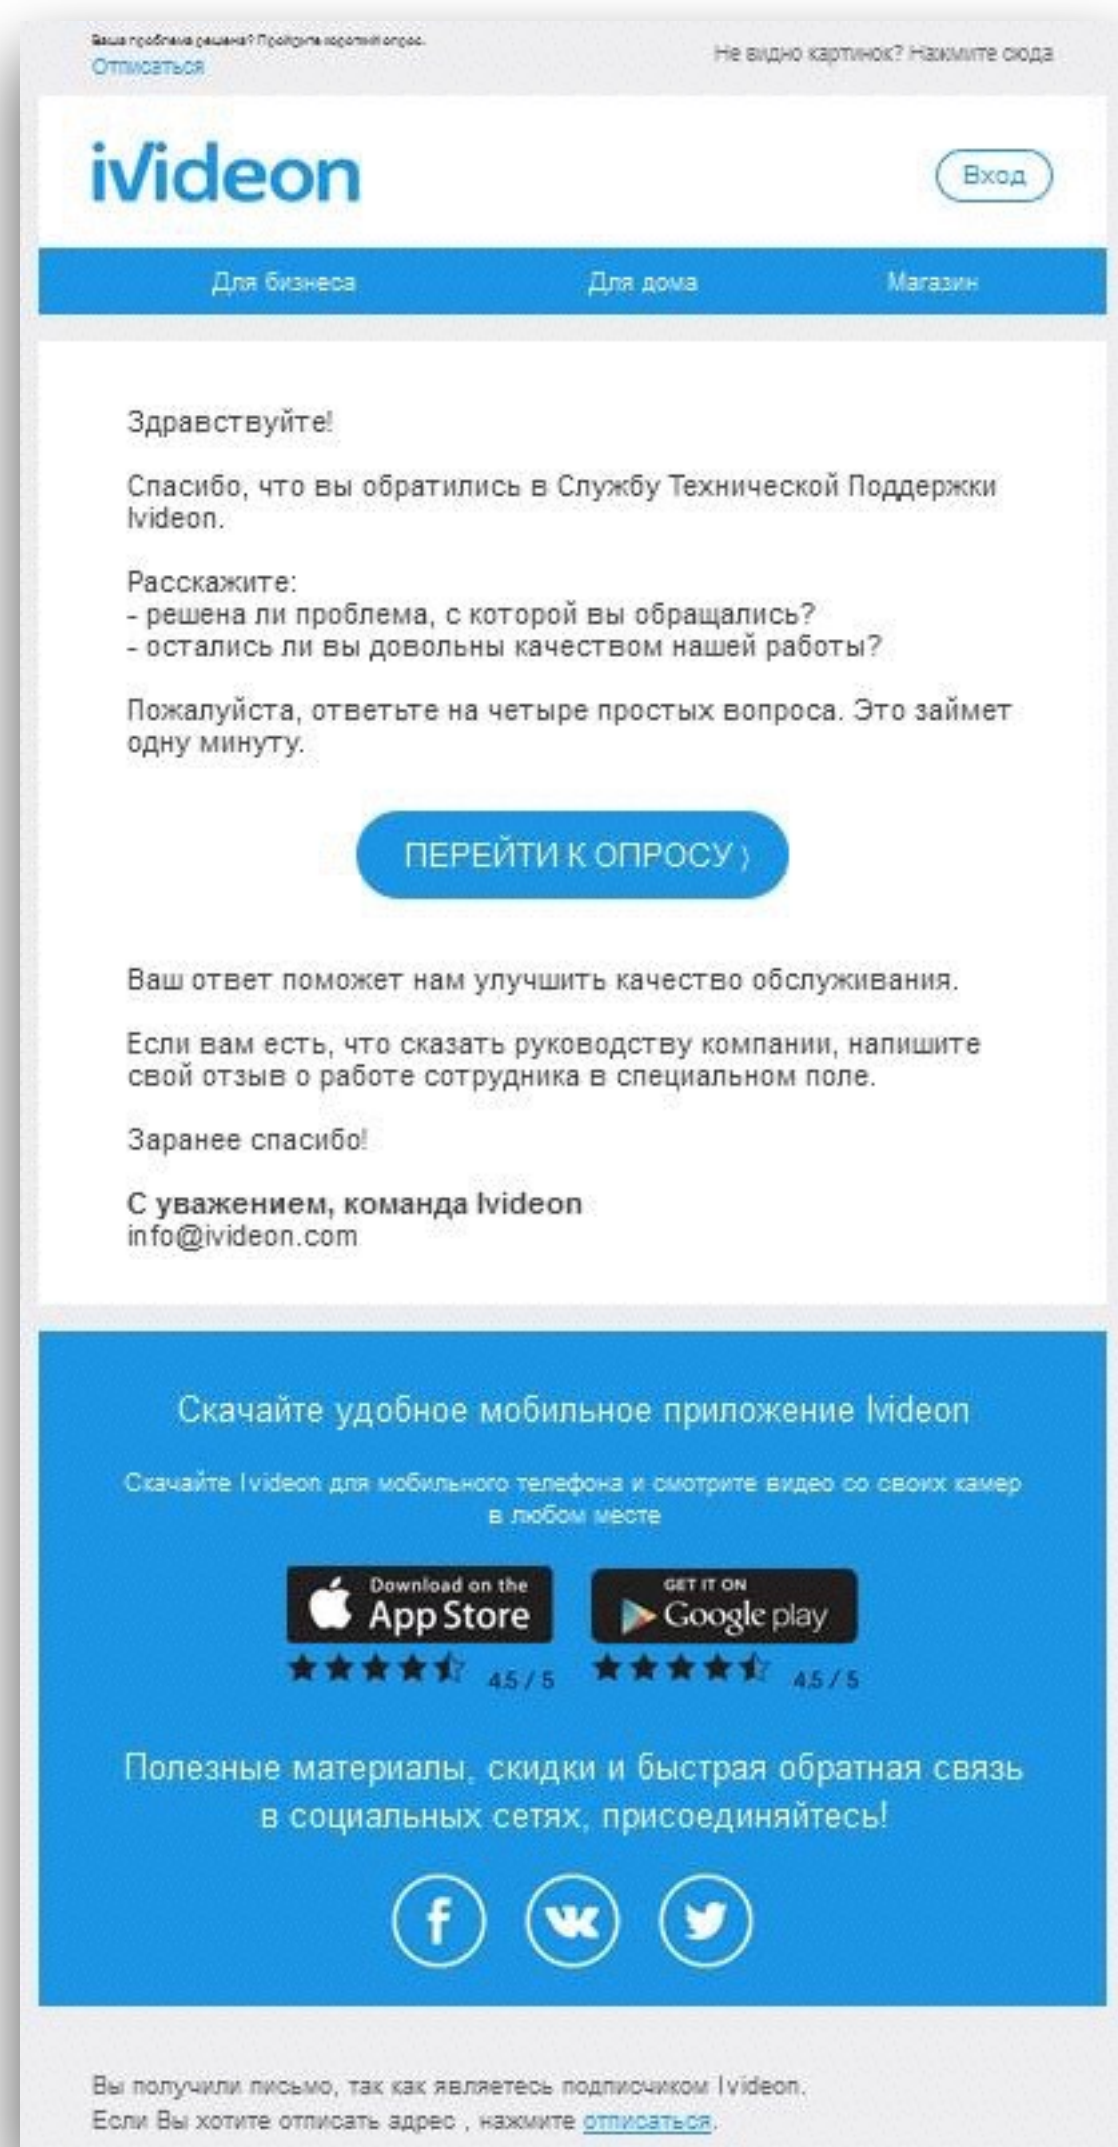 Ваша проблема решена? Пройдите короткий опрос.
Отписаться
Не видно картинок? Нажмите сюда
iVideon
Вход
Для бизнеса
Для дома
Магазин
Здравствуйте!
Спасибо, что вы обратились в Службу Технической Поддержки
Ivideon.
Расскажите:
- решена ли проблема, с которой вы обращались?
- остались ли вы довольны качеством нашей работы?
Пожалуйста, ответьте на четыре простых вопроса. Это займет
одну минуту.
ПЕРЕЙТИ К ОПРОСУ ⟩
Ваш ответ поможет нам улучшить качество обслуживания.
Если вам есть, что сказать руководству компании, напишите
свой отзыв о работе сотрудника в специальном поле.
Заранее спасибо!
С уважением, команда Ivideon
info@ivideon.com
Скачайте удобное мобильное приложение Ivideon
Скачайте Ivideon для мобильного телефона и смотрите видео со своих камер
в любом месте
Download on the
App Store
4.5 / 5
GET IT ON
Google play
4.5 / 5
Полезные материалы, скидки и быстрая обратная связь
в социальных сетях, присоединяйтесь!
Вы получили письмо, так как являетесь подписчиком Ivideon.
Если Вы хотите отписать адрес , нажмите отписаться.